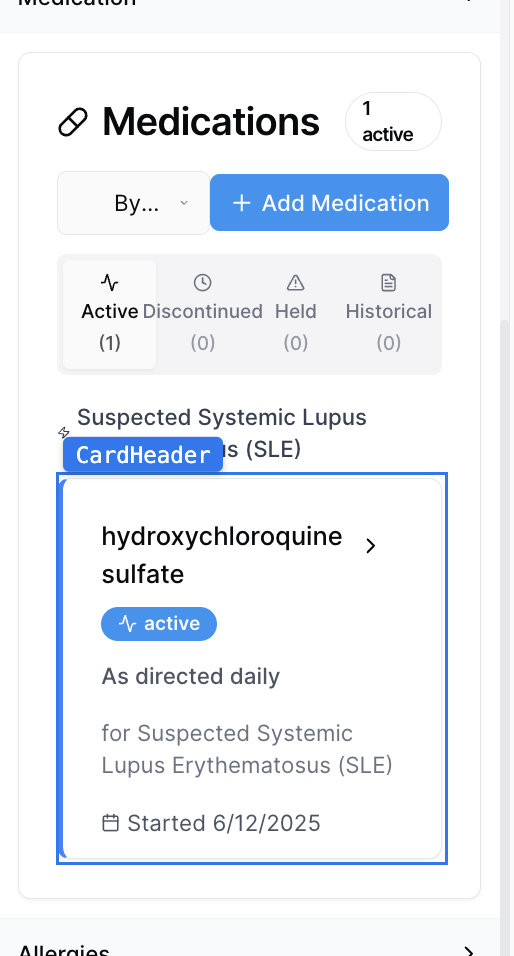 Medication
Medications
1
active
By...
+ Add Medication
Active
(1)
Discontinued
(0)
Held
(0)
Historical
(0)
Suspected Systemic Lupus
CardHeader
us (SLE)
hydroxychloroquine
sulfate
active
As directed daily
for Suspected Systemic
Lupus Erythematosus (SLE)
Started 6/12/2025
Allergies